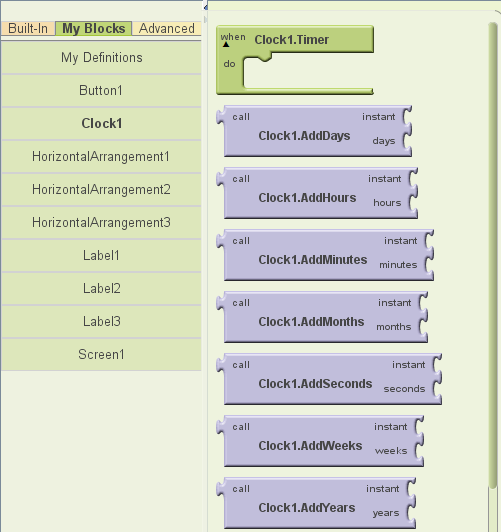 Built-In My Blocks Advanced
My Definitions
Button1
Clock1
HorizontalArrangement1
HorizontalArrangement2
HorizontalArrangement3
Label1
Label2
Label3
Screen1
when Clock1.Timer
do
call instant
Clock1.AddDays days
call instant
Clock1.AddHours hours
call instant
Clock1.AddMinutes minutes
call instant
Clock1.AddMonths months
call instant
Clock1.AddSeconds seconds
call instant
Clock1.AddWeeks weeks
call instant
Clock1.AddYears years